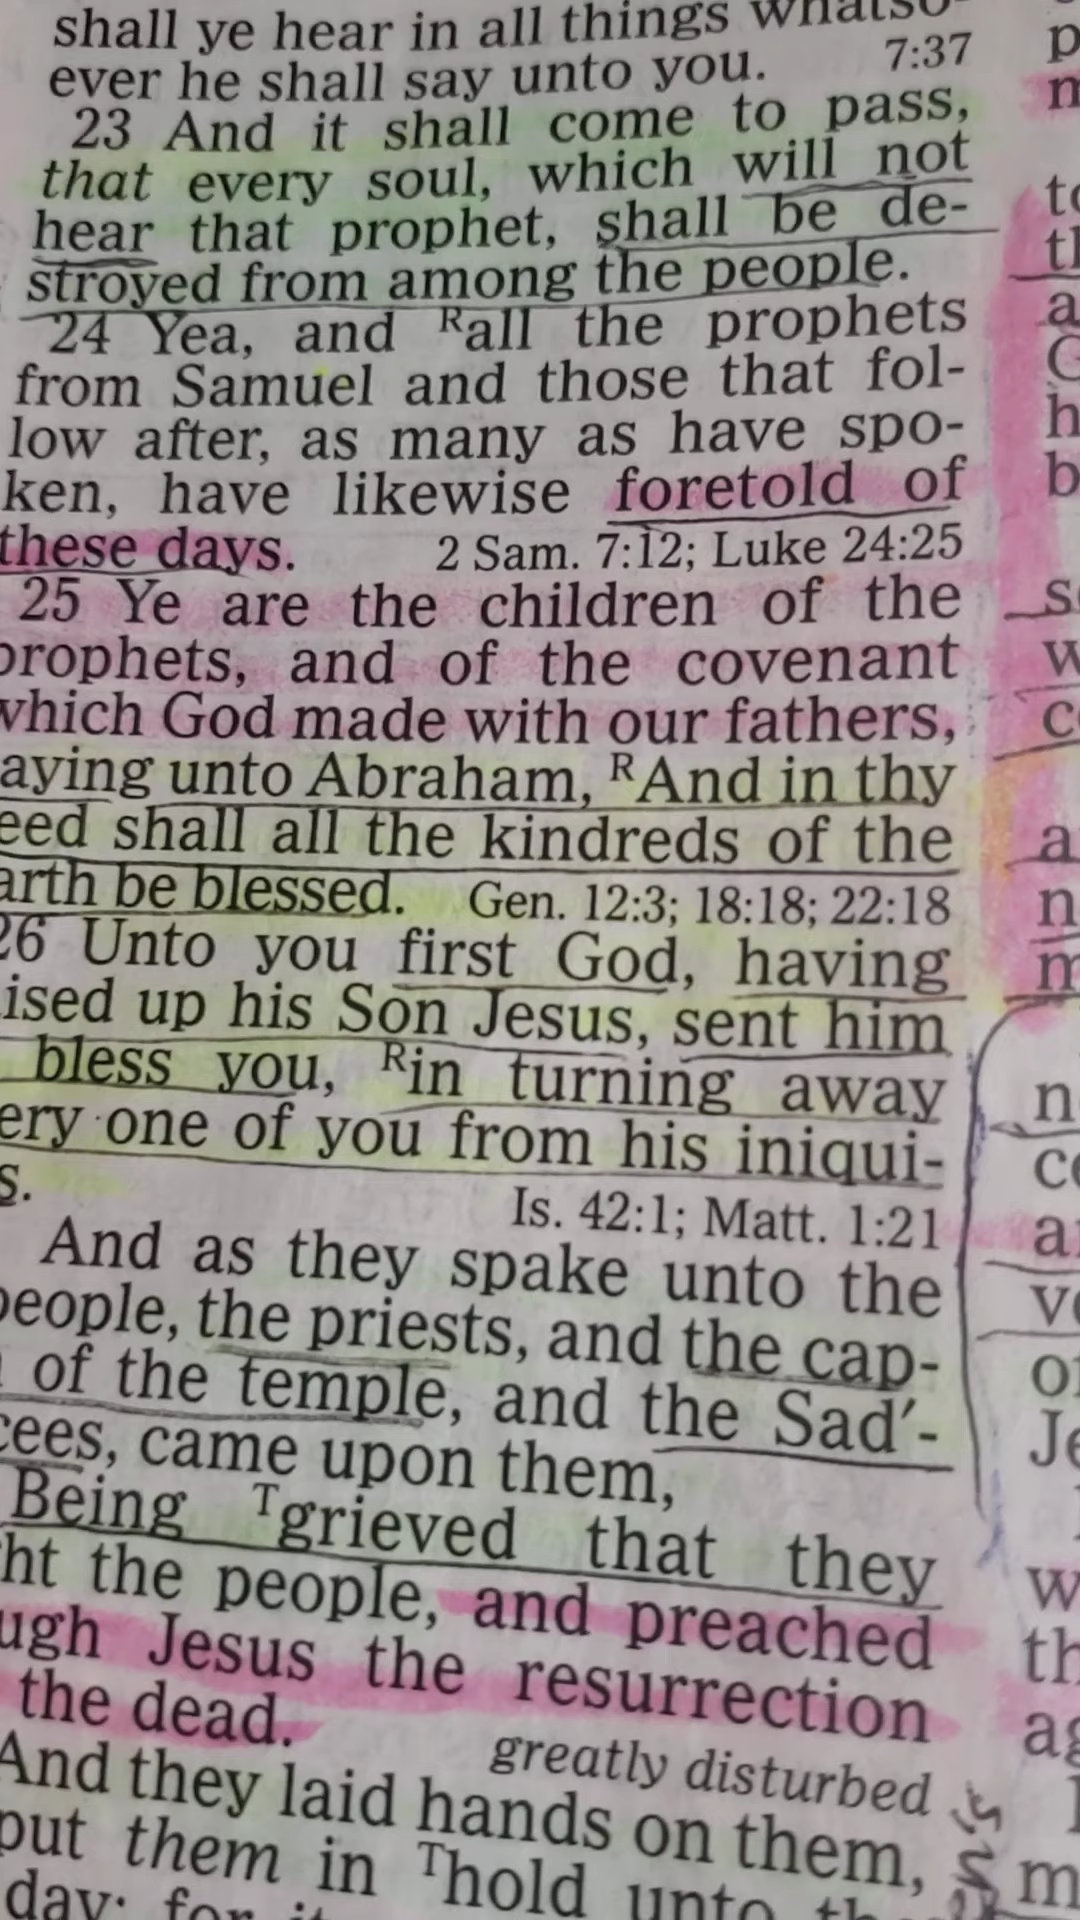 shall ye hear in all things whatso-
ever he shall say unto you. 7:37
23 And it shall come to pass,
that every soul, which will not
hear that prophet, shall be de-
stroyed from among the people.
24 Yea, and Rall the prophets
from Samuel and those that fol-
low after, as many as have spo-
ken, have likewise foretold of
these days. 2 Sam. 7:12; Luke 24:25
25 Ye are the children of the
prophets, and of the covenant
which God made with our fathers,
aying unto Abraham, RAnd in thy
eed shall all the kindreds of the
arth be blessed. Gen. 12:3; 18:18; 22:18
26 Unto you first God, having
ised up his Son Jesus, sent him
bless you, Rin turning away
ery one of you from his iniqui-
s. Is. 42:1; Matt. 1:21
And as they spake unto the
people, the priests, and the cap-
of the temple, and the Sad′-
cees, came upon them,
Being Tgrieved that they
ht the people, and preached
ugh Jesus the resurrection
the dead. greatly disturbed
And they laid hands on them,
put them in Thold unto
day: for